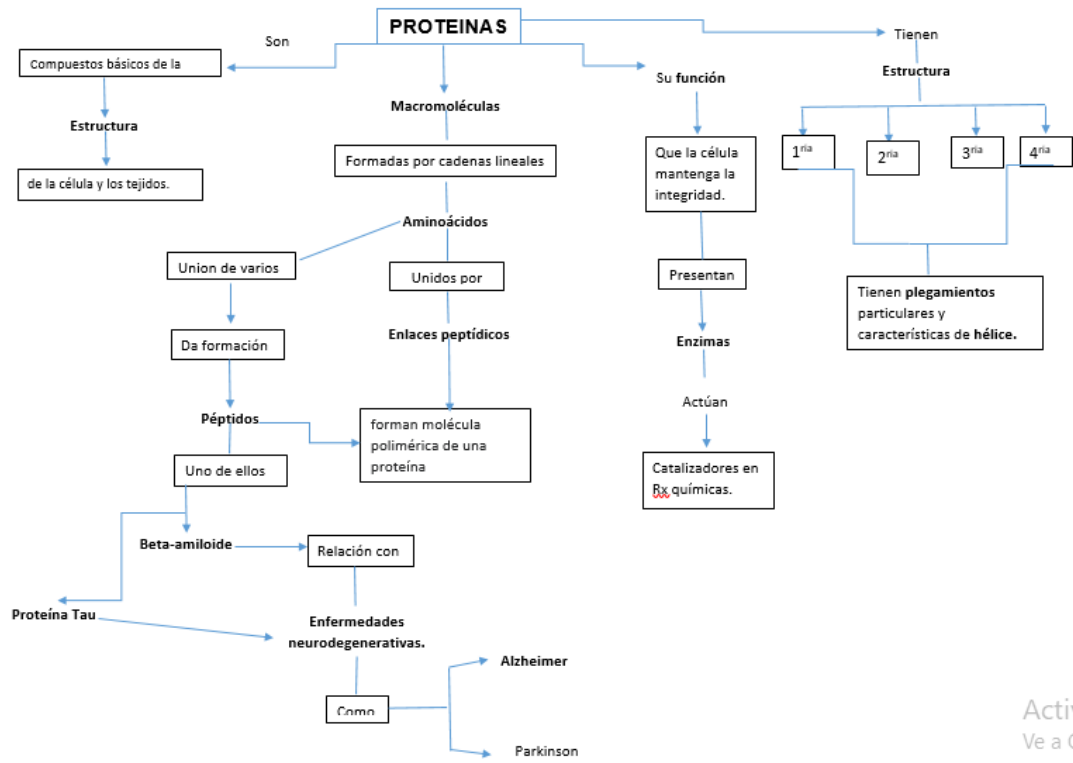 PROTEINAS
Son
Tienen
Compuestos básicos de la
Estructura
de la célula y los tejidos.
Macromoléculas
Formadas por cadenas lineales
Aminoácidos
Union de varios
Da formación
Péptidos
Uno de ellos
Beta-amiloide
Proteína Tau
Relación con
Enfermedades
neurodegenerativas.
Como
Alzheimer
Parkinson
Unidos por
Enlaces peptídicos
forman molécula
polimérica de una
proteína
Su función
Que la célula
mantenga la
integridad.
Presentan
Enzimas
Actúan
Catalizadores en
Rx químicas.
Estructura
1ria
2ria
3ria
4ria
Tienen plegamientos
particulares y
características de hélice.
Activ
Ve a C